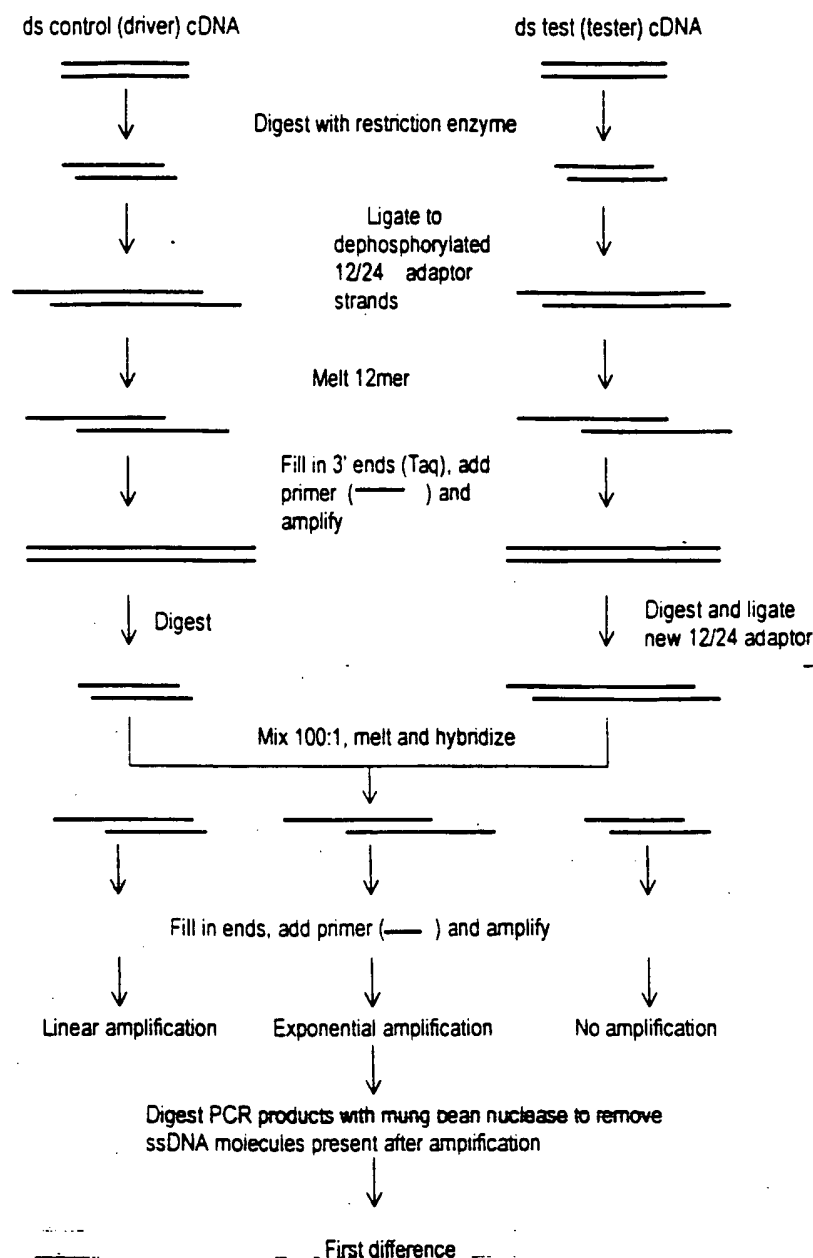 ds control (driver) cDNA
ds test (tester) cDNA
Digest with restriction enzyme
Ligate to
dephosphorylated
12/24 adaptor
strands
Melt 12mer
Fill in 3' ends (Taq), add
primer ( ) and
amplify
Digest
Digest and ligate
new 12/24 adaptor
Mix 100:1, melt and hybridize
Fill in ends, add primer ( ) and amplify
Linear amplification
Exponential amplification
No amplification
Digest PCR products with mung bean nuclease to remove
ssDNA molecules present after amplification
First difference